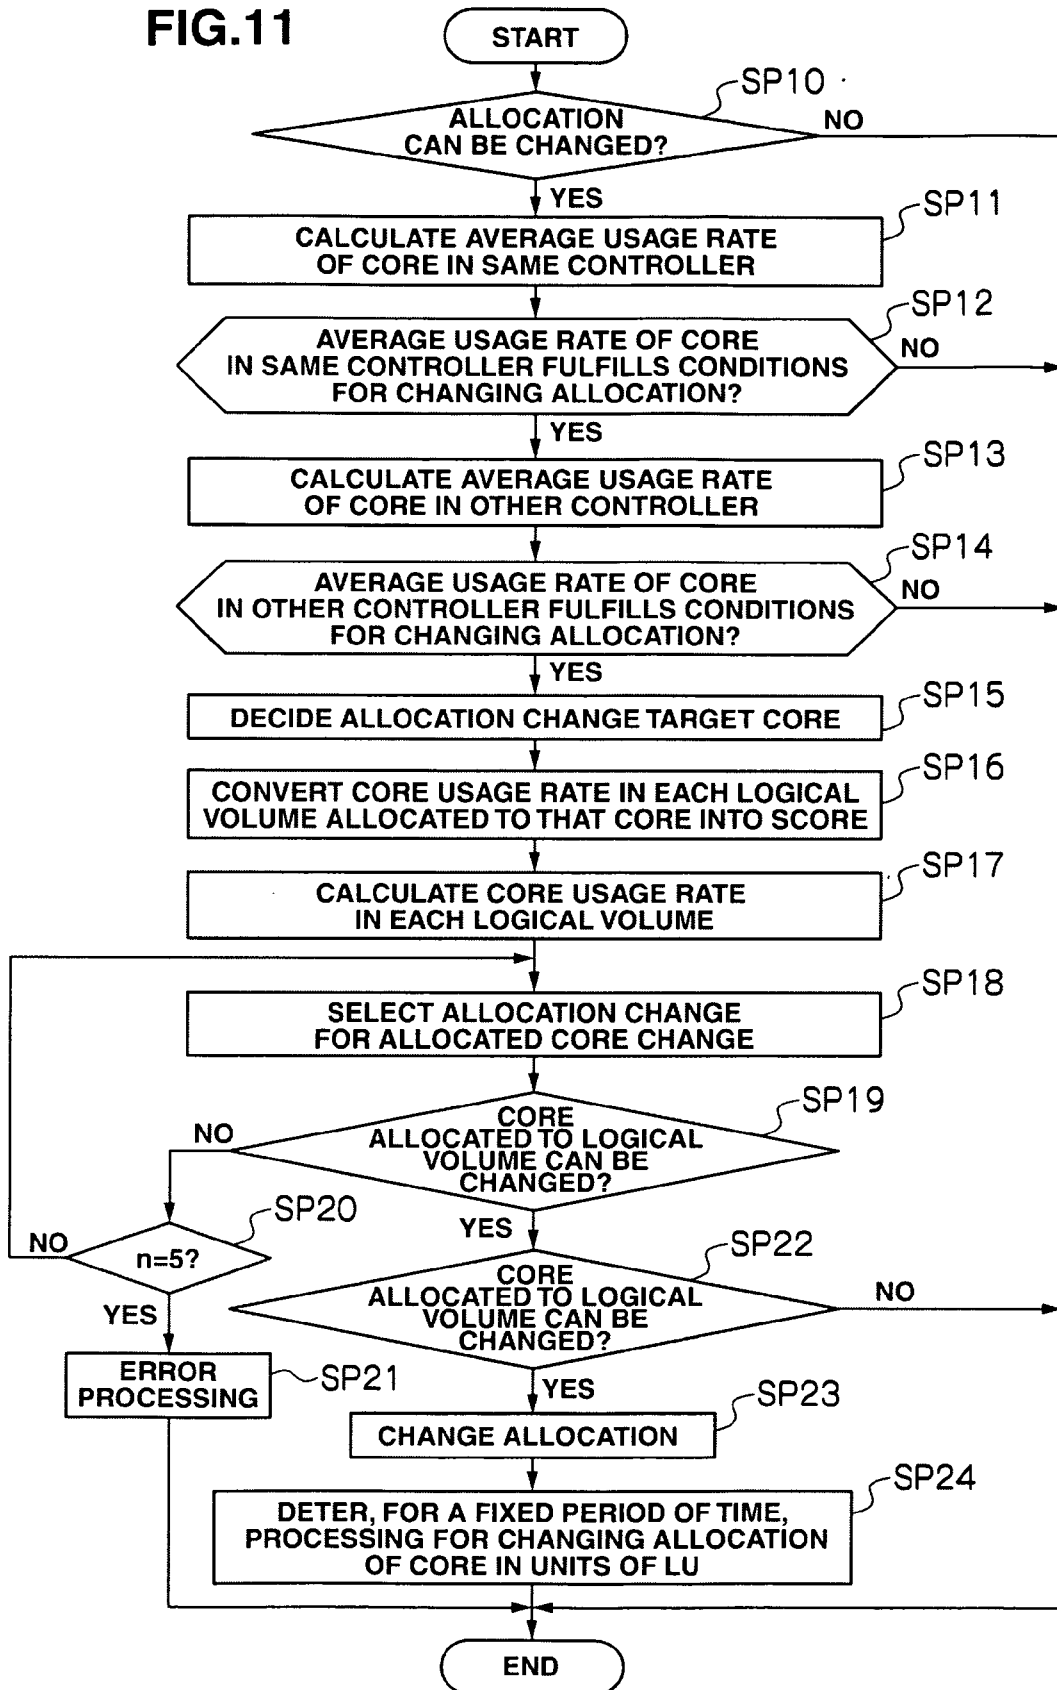 FIG.11
START
SP10
ALLOCATION
CAN BE CHANGED?
NO
YES
SP11
CALCULATE AVERAGE USAGE RATE
OF CORE IN SAME CONTROLLER
SP12
AVERAGE USAGE RATE OF CORE
IN SAME CONTROLLER FULFILLS CONDITIONS
FOR CHANGING ALLOCATION?
NO
YES
SP13
CALCULATE AVERAGE USAGE RATE
OF CORE IN OTHER CONTROLLER
SP14
AVERAGE USAGE RATE OF CORE
IN OTHER CONTROLLER FULFILLS CONDITIONS
FOR CHANGING ALLOCATION?
NO
YES
SP15
DECIDE ALLOCATION CHANGE TARGET CORE
SP16
CONVERT CORE USAGE RATE IN EACH LOGICAL
VOLUME ALLOCATED TO THAT CORE INTO SCORE
SP17
CALCULATE CORE USAGE RATE
IN EACH LOGICAL VOLUME
SP18
SELECT ALLOCATION CHANGE
FOR ALLOCATED CORE CHANGE
SP19
CORE
ALLOCATED TO LOGICAL
VOLUME CAN BE
CHANGED?
NO
YES
SP20
n=5?
NO
YES
SP21
ERROR
PROCESSING
SP22
CORE
ALLOCATED TO LOGICAL
VOLUME CAN BE
CHANGED?
NO
YES
SP23
CHANGE ALLOCATION
SP24
DETER, FOR A FIXED PERIOD OF TIME,
PROCESSING FOR CHANGING ALLOCATION
OF CORE IN UNITS OF LU
END